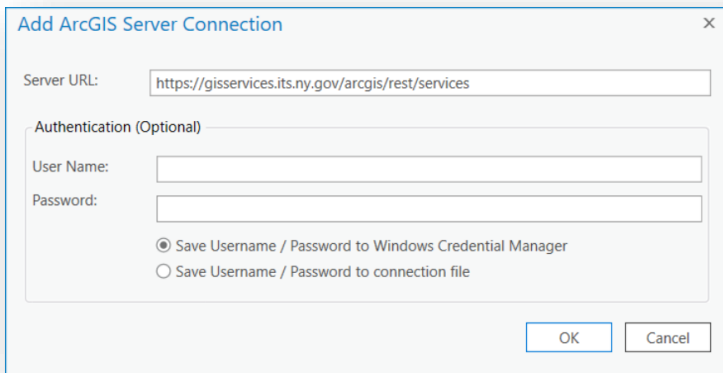 Add ArcGIS Server Connection
Server URL: https://gisservices.its.ny.gov/arcgis/rest/services
Authentication (Optional)
User Name:
Password:
Save Username / Password to Windows Credential Manager
Save Username / Password to connection file
OK Cancel